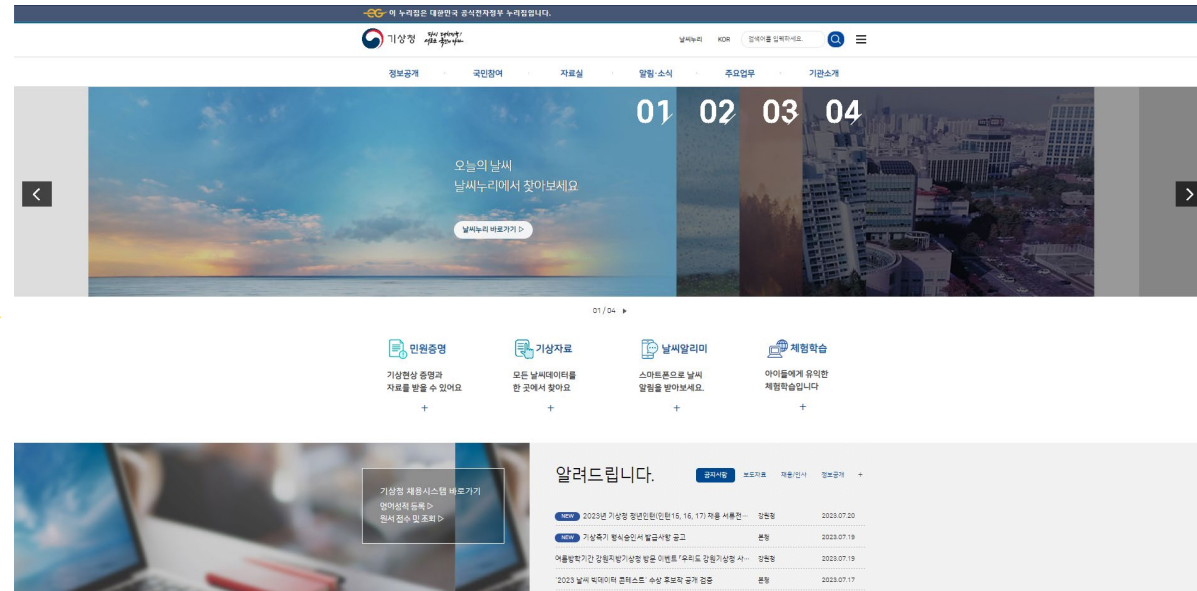 이 누리집은 대한민국 공식전자정부 누리집입니다.
기상청
날씨누리 KOR 검색어를 입력하세요.
정보공개 국민참여 자료실 알림·소식 주요업무 기관소개
01 02 03 04
오늘의 날씨
날씨누리에서 찾아보세요
날씨누리 바로가기 ▷
01 / 04
민원증명 기상자료 날씨알리미 체험학습
기상현상 증명과 모든 날씨데이터를 스마트폰으로 날씨 아이들에게 유익한
자료를 받을 수 있어요 한 곳에서 찾아요 알림을 받아보세요. 체험학습입니다
+ + + +
알려드립니다. 공지사항 보도자료 채용/인사 정보공개 +
기상청 채용시스템 바로가기
언어성적 등록 ▷
원서 접수 및 조회 ▷
NEW 2023년 기상청 청년인턴(인턴15, 16, 17) 채용 서류전… 강원청 2023.07.20
NEW 기상측기 형식승인서 발급사항 공고 본청 2023.07.19
여름방학기간 강원지방기상청 방문 이벤트 「우리도 강원기상청 사… 강원청 2023.07.19
'2023 날씨 빅데이터 콘테스트' 수상 후보작 공개 검증 본청 2023.07.17